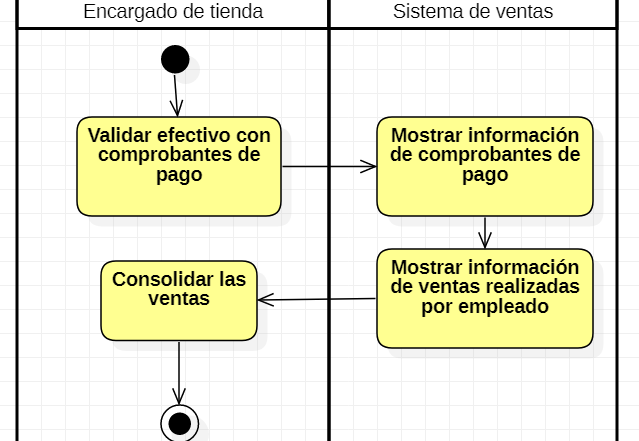 Encargado de tienda
Sistema de ventas
Validar efectivo con
comprobantes de
pago
Mostrar información
de comprobantes de
pago
Mostrar información
de ventas realizadas
por empleado
Consolidar las
ventas